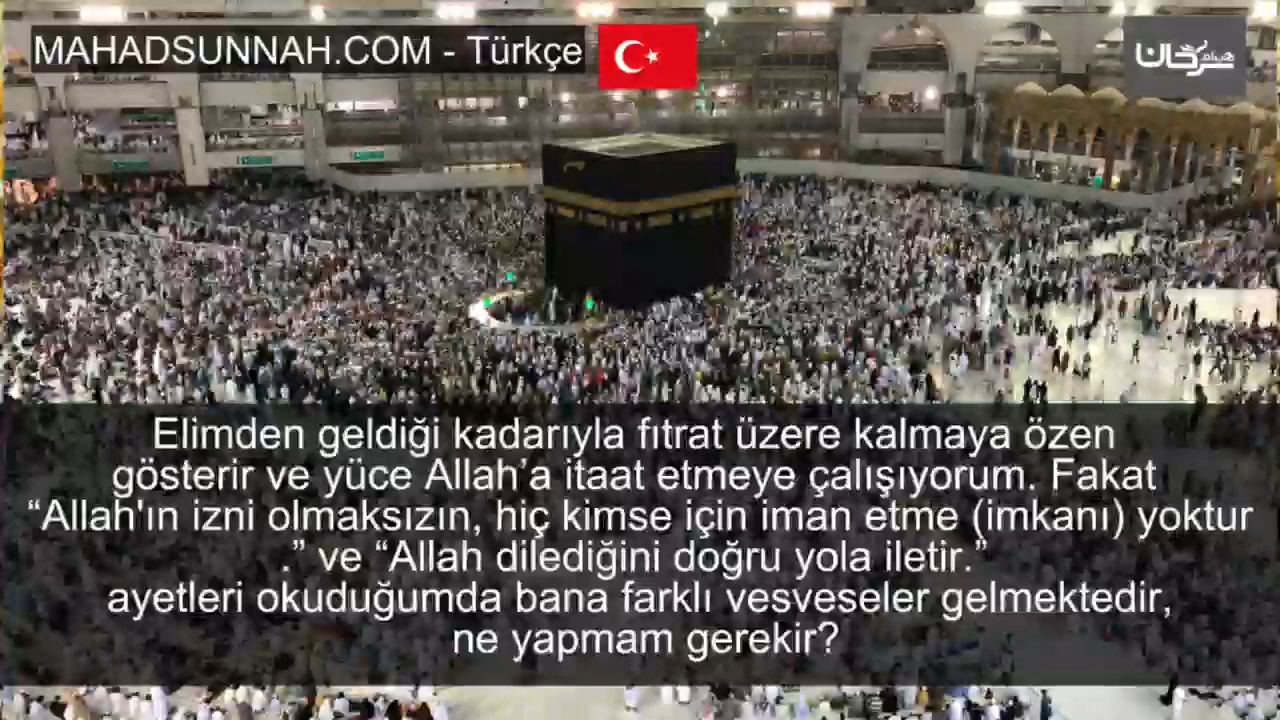 MAHADSUNNAH.COM - Türkçe
هيثم سرحان
Elimden geldiği kadarıyla fıtrat üzere kalmaya özen
gösterir ve yüce Allah’a itaat etmeye çalışıyorum. Fakat
“Allah'ın izni olmaksızın, hiç kimse için iman etme (imkanı) yoktur
.” ve “Allah dilediğini doğru yola iletir.”
ayetleri okuduğumda bana farklı vesveseler gelmektedir,
ne yapmam gerekir?